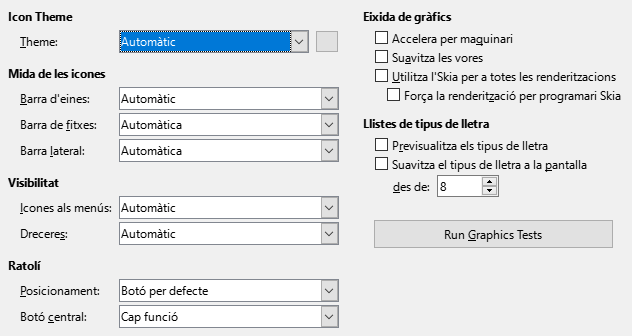 Icon Theme
Theme: Automàtic
Mida de les icones
Barra d'eines: Automàtic
Barra de fitxes: Automàtica
Barra lateral: Automàtica
Visibilitat
Icones als menús: Automàtic
Dreceres: Automàtic
Ratolí
Posicionament: Botó per defecte
Botó central: Cap funció
Eixida de gràfics
Accelera per maquinari
Suavitza les vores
Utilitza l'Skia per a totes les renderitzacions
Força la renderització per programari Skia
Llistes de tipus de lletra
Previsualitza els tipus de lletra
Suavitza el tipus de lletra a la pantalla
des de: 8
Run Graphics Tests